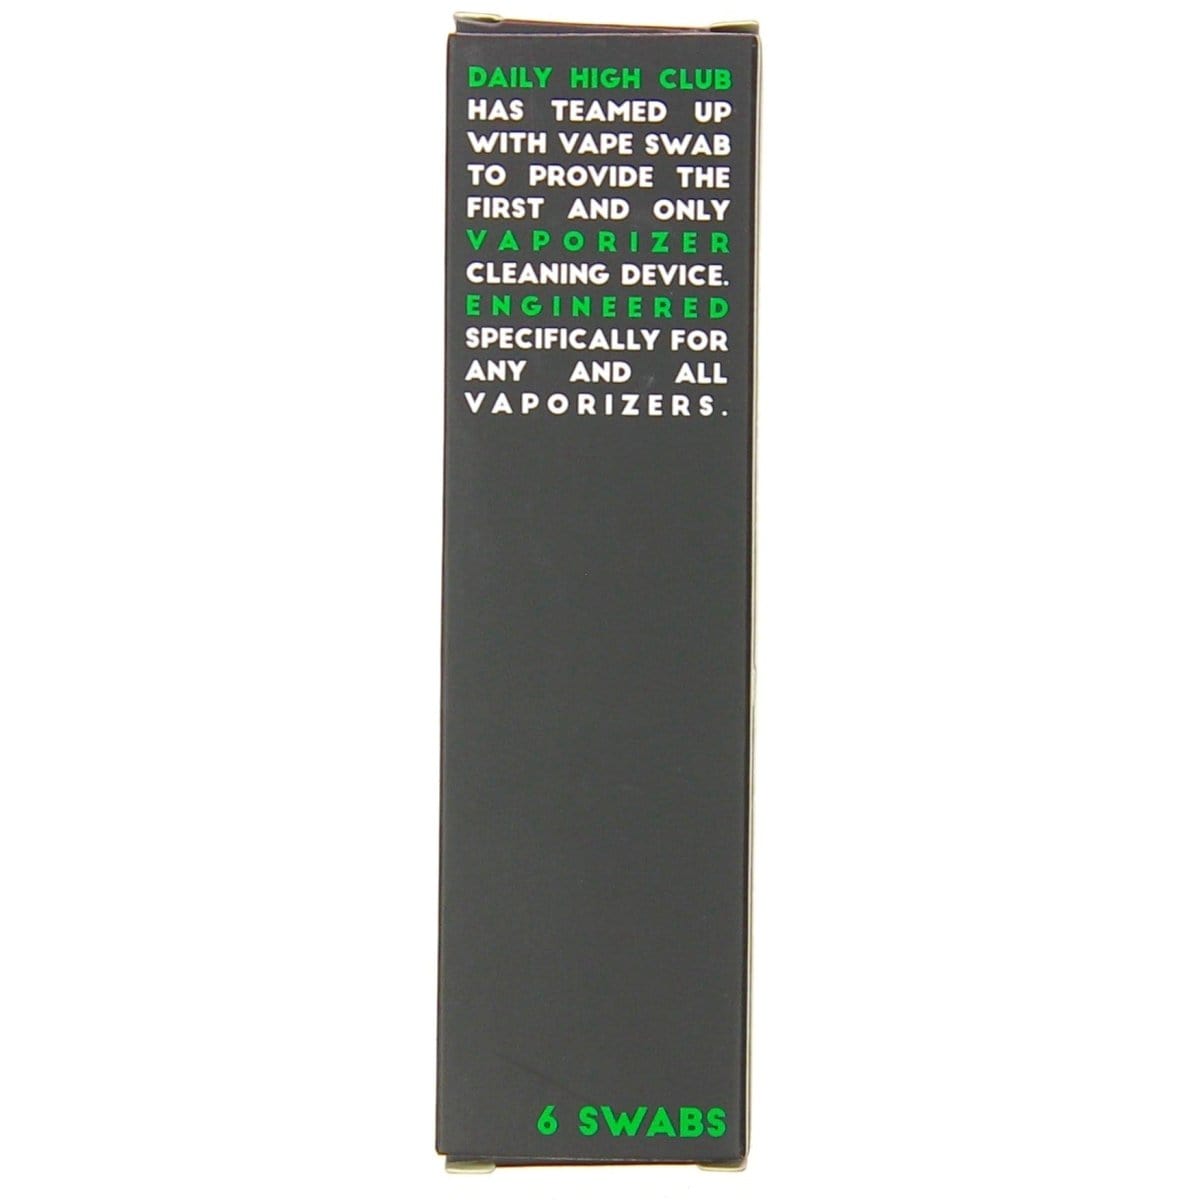 DAILY HIGH CLUB
HAS TEAMED UP
WITH VAPE SWAB
TO PROVIDE THE
FIRST AND ONLY
VAPORIZER
CLEANING DEVICE.
ENGINEERED
SPECIFICALLY FOR
ANY AND ALL
VAPORIZERS.
6 SWABS